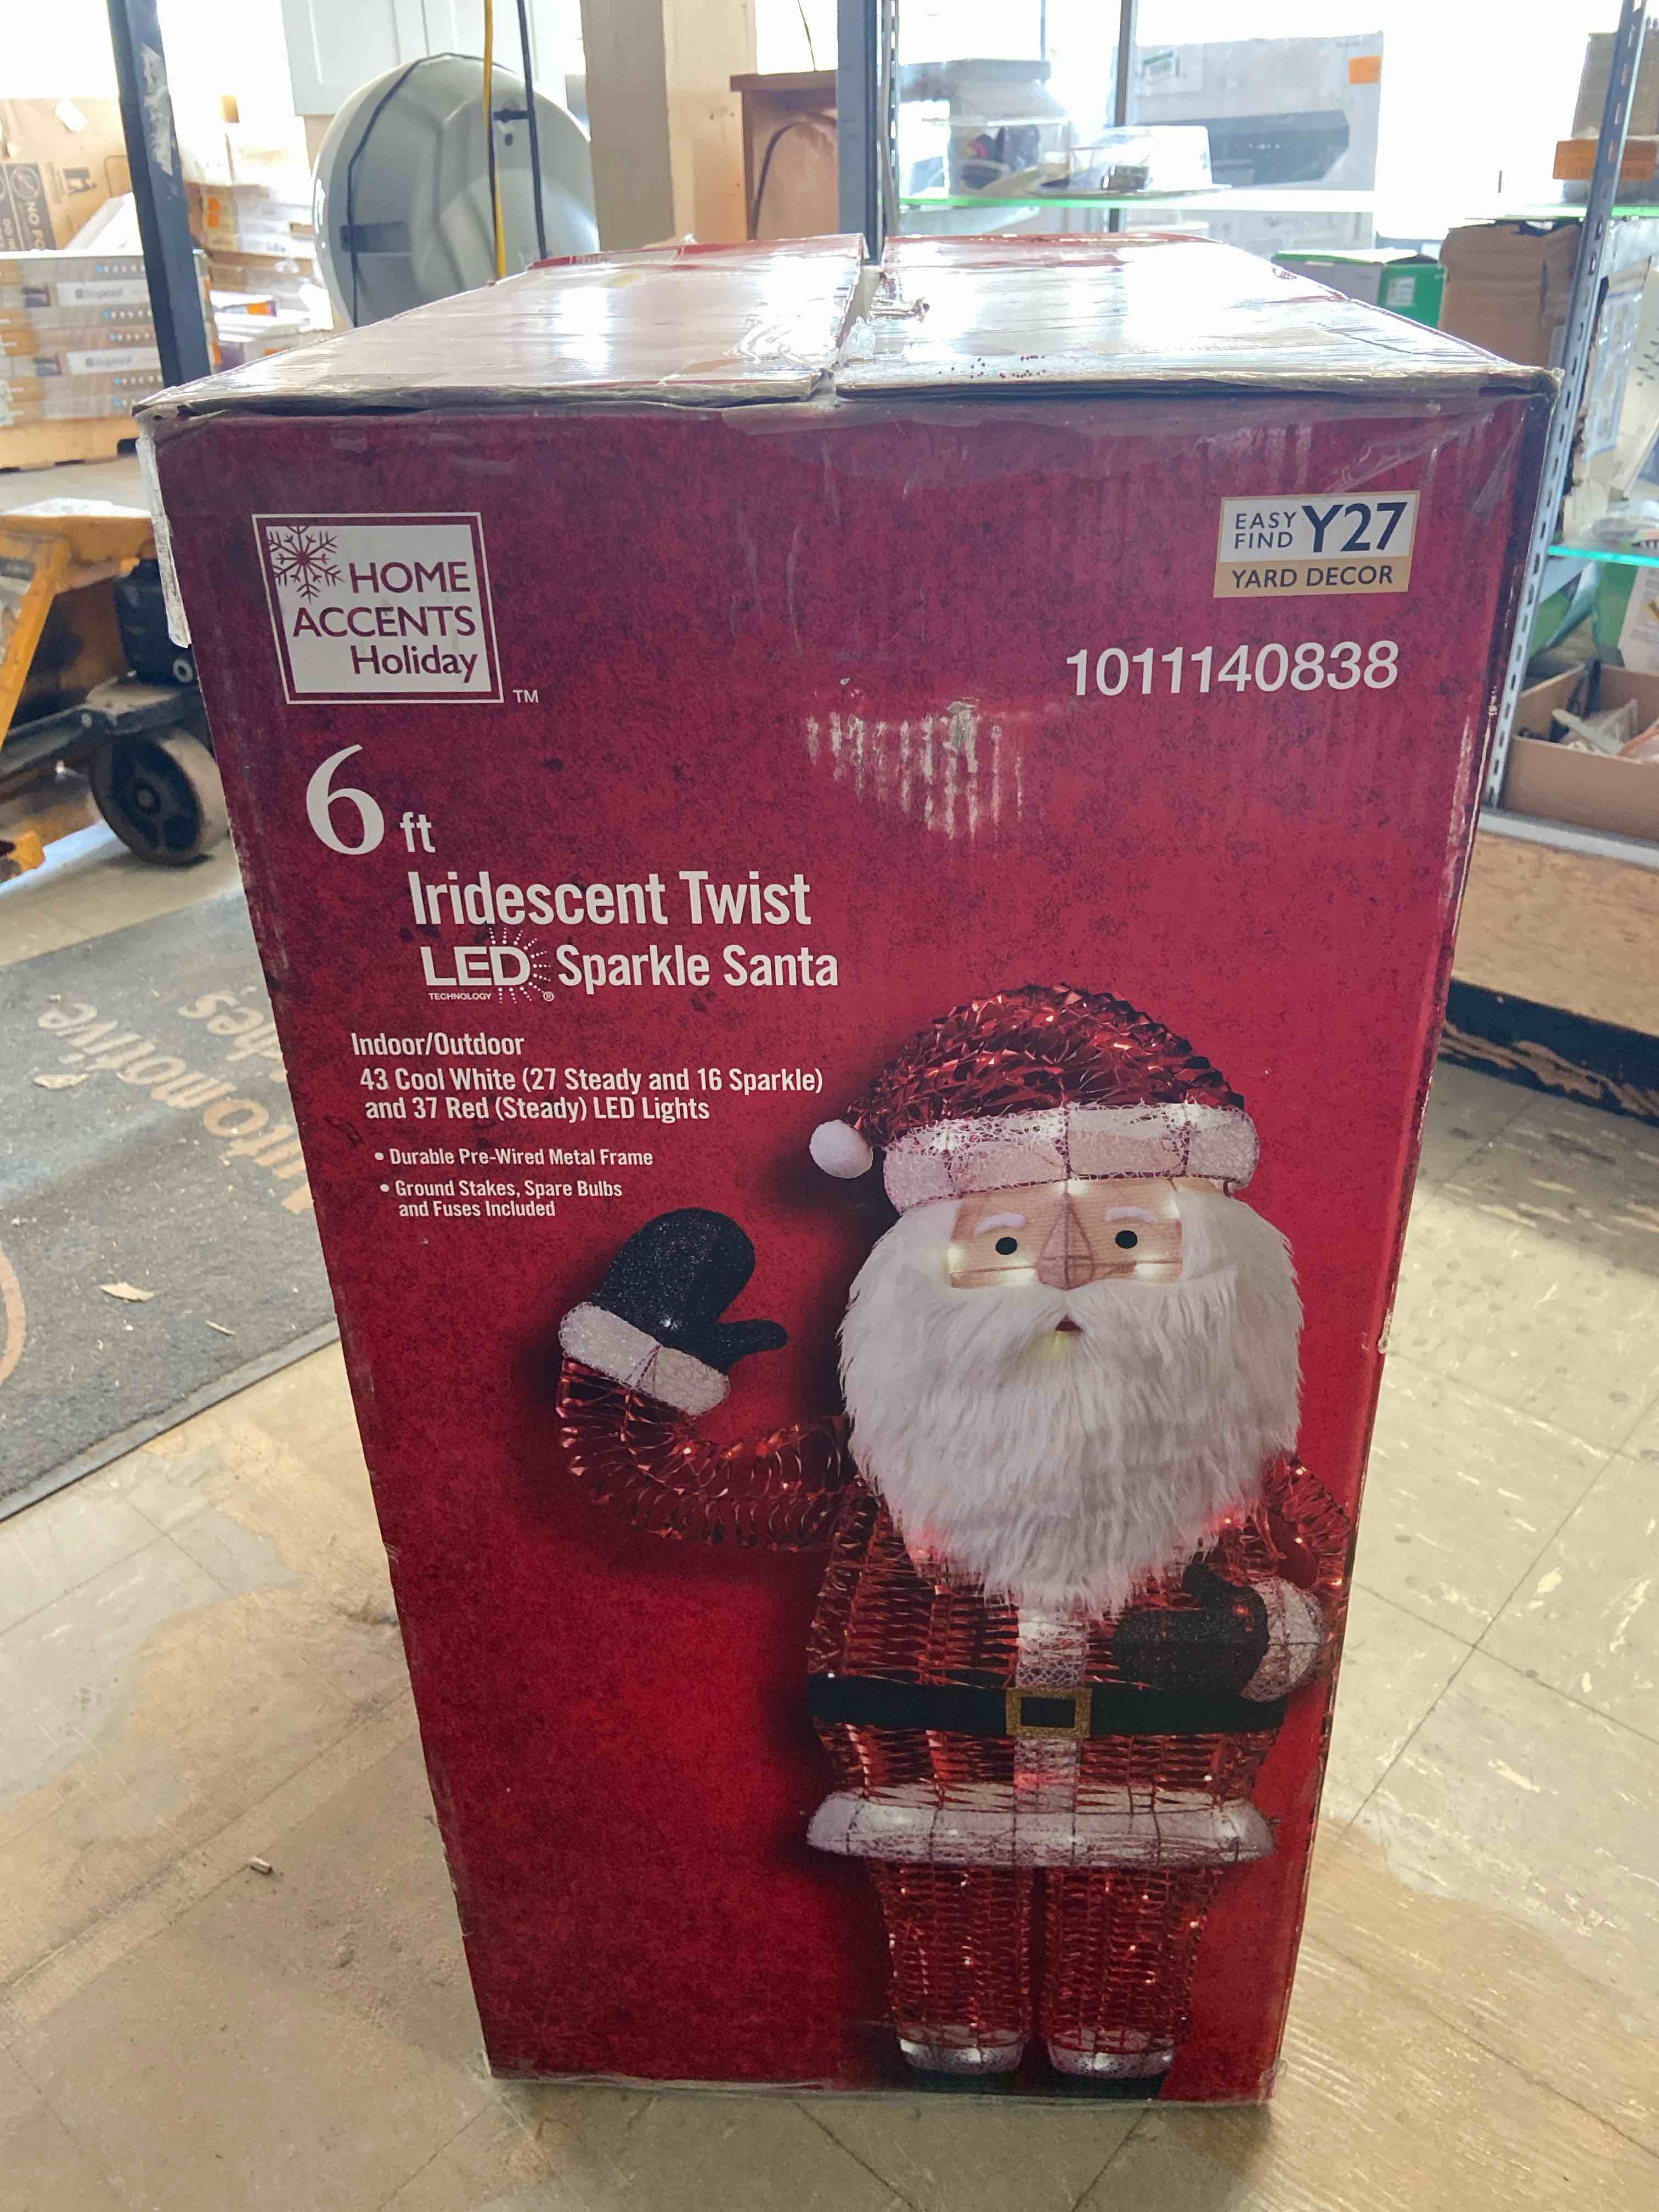 HOME
ACCENTS
Holiday
TM
EASY
FIND
Y27
YARD DECOR
1011140838
6 ft
Iridescent Twist
LED Sparkle Santa
TECHNOLOGY ®
Indoor/Outdoor
43 Cool White (27 Steady and 16 Sparkle)
and 37 Red (Steady) LED Lights
• Durable Pre-Wired Metal Frame
• Ground Stakes, Spare Bulbs
and Fuses Included